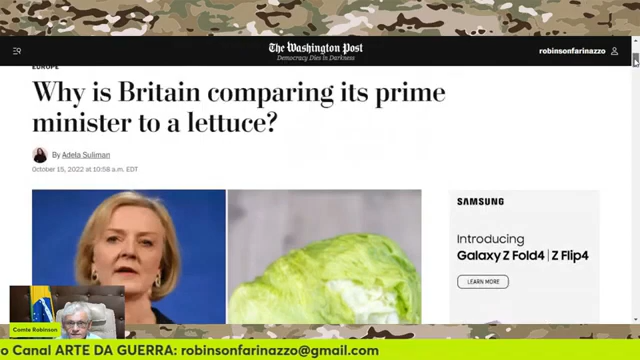 The Washington Post
Democracy Dies in Darkness
robinsonfarinazzo
EUROPE
Why is Britain comparing its prime
minister to a lettuce?
By Adela Suliman
October 15, 2022 at 10:58 a.m. EDT
SAMSUNG
Introducing
Galaxy Z Fold4 | Z Flip4
LEARN MORE
Comte Robinson
o Canal ARTE DA GUERRA: robinsonfarinazzo@gmail.com